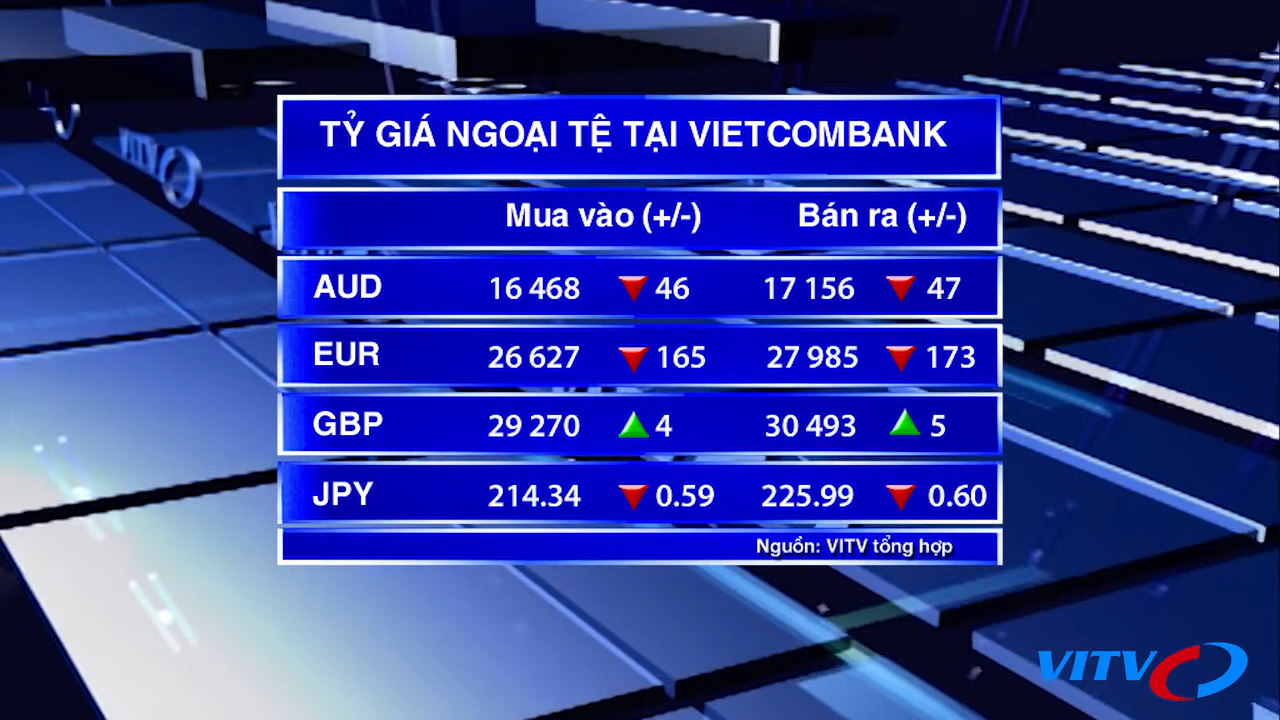 TỶ GIÁ NGOẠI TỆ TẠI VIETCOMBANK
Mua vào (+/-) Bán ra (+/-)
AUD 16 468 46 17 156 47
EUR 26 627 165 27 985 173
GBP 29 270 4 30 493 5
JPY 214.34 0.59 225.99 0.60
Nguồn: VITV tổng hợp
VITV
VITV